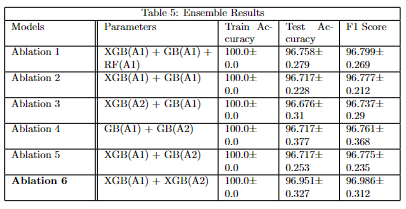 Table 5: Ensemble Results
Models Parameters Train Ac- Test Ac- F1 Score
curacy curacy
Ablation 1 XGB(A1) + GB(A1) + 100.0± 96.758± 96.799±
RF(A1) 0.0 0.279 0.269
Ablation 2 XGB(A1) + GB(A1) 100.0± 96.717± 96.777±
0.0 0.228 0.212
Ablation 3 XGB(A2) + GB(A1) 100.0± 96.676± 96.737±
0.0 0.31 0.29
Ablation 4 GB(A1) + GB(A2) 100.0± 96.717± 96.761±
0.0 0.377 0.368
Ablation 5 XGB(A1) + GB(A2) 100.0± 96.717± 96.775±
0.0 0.253 0.235
Ablation 6 XGB(A1) + XGB(A2) 100.0± 96.951± 96.986±
0.0 0.327 0.312